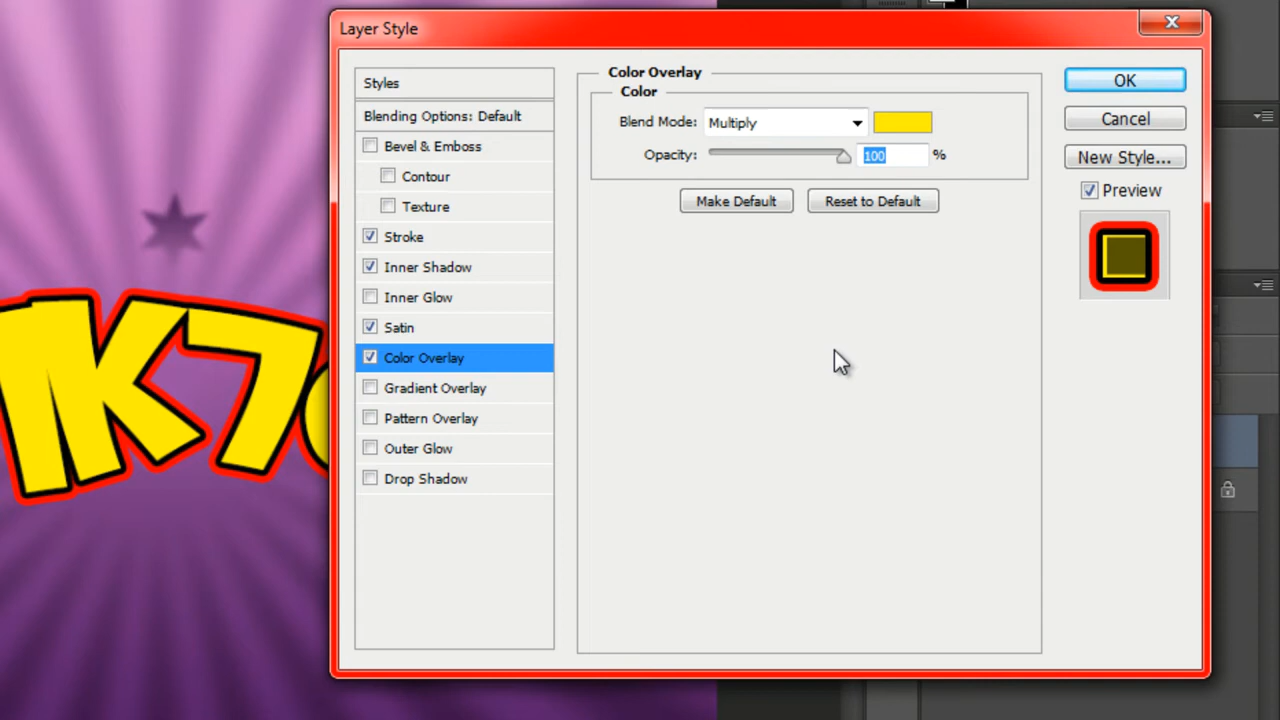 Layer Style
Styles
Blending Options: Default
Bevel & Emboss
Contour
Texture
Stroke
Inner Shadow
Inner Glow
Satin
Color Overlay
Gradient Overlay
Pattern Overlay
Outer Glow
Drop Shadow
Color Overlay
Color
Blend Mode: Multiply
Opacity: 100 %
Make Default Reset to Default
OK
Cancel
New Style...
Preview
K7